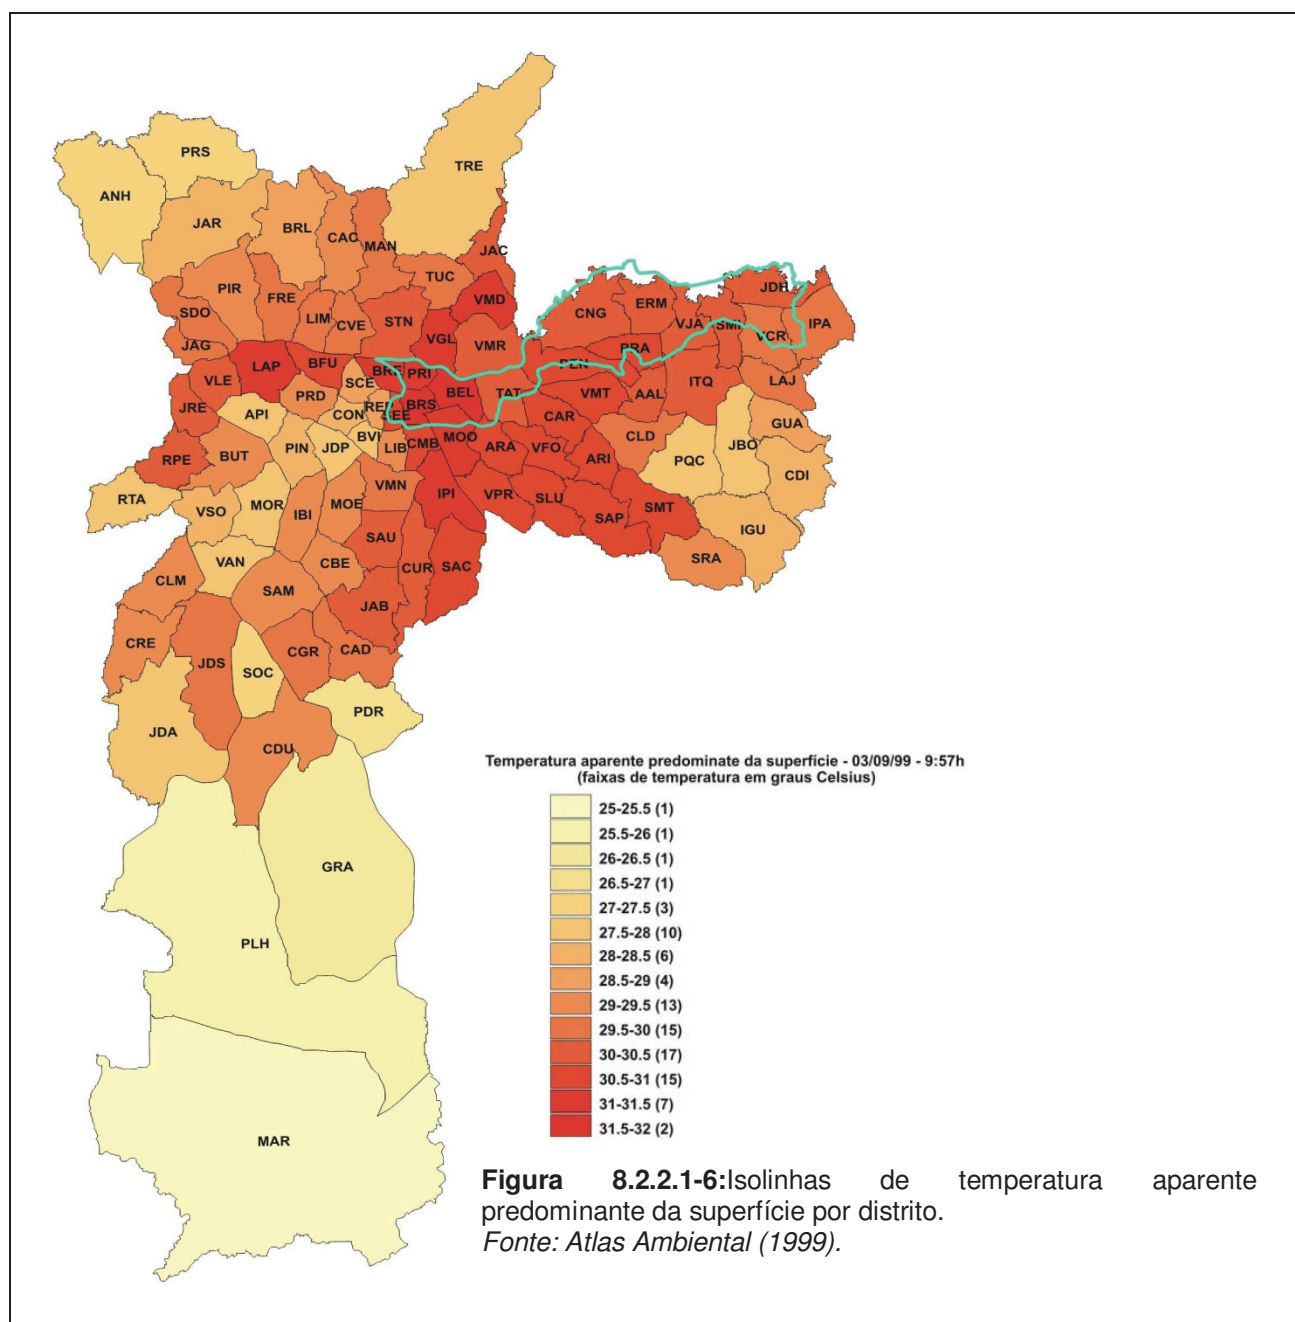 TRE
PRS
ANH
JAR
BRL
CAC
MAN
JAC
TUC
PIR
FRE
VMD
JDH
SDO
LIM
CVE
STN
CNG
ERM
VJA
IPA
JAG
VGL
VMR
VCR
LAP
BFU
BRE
PRI
PEN
PRA
VLE
SCE
ITQ
LAJ
PRD
BEL
TAT
VMT
AAL
JRE
API
CON
BRS
CAR
GUA
BVI
CMB
MOO
CLD
JBO
RPE
BUT
PIN
JDP
LIB
ARA
VFO
ARI
PQC
CDI
RTA
VSO
MOR
IBI
MOE
VMN
IPI
VPR
SLU
SMT
SAP
IGU
SAU
VAN
CBE
CUR
SAC
SRA
CLM
SAM
JAB
CRE
JDS
SOC
CGR
CAD
PDR
JDA
CDU
GRA
PLH
MAR
Temperatura aparente predominate da superfície - 03/09/99 - 9:57h
(faixas de temperatura em graus Celsius)
25-25.5 (1)
25.5-26 (1)
26-26.5 (1)
26.5-27 (1)
27-27.5 (3)
27.5-28 (10)
28-28.5 (6)
28.5-29 (4)
29-29.5 (13)
29.5-30 (15)
30-30.5 (17)
30.5-31 (15)
31-31.5 (7)
31.5-32 (2)
Figura 8.2.2.1-6:Isolinhas de temperatura aparente
predominante da superfície por distrito.
Fonte: Atlas Ambiental (1999).